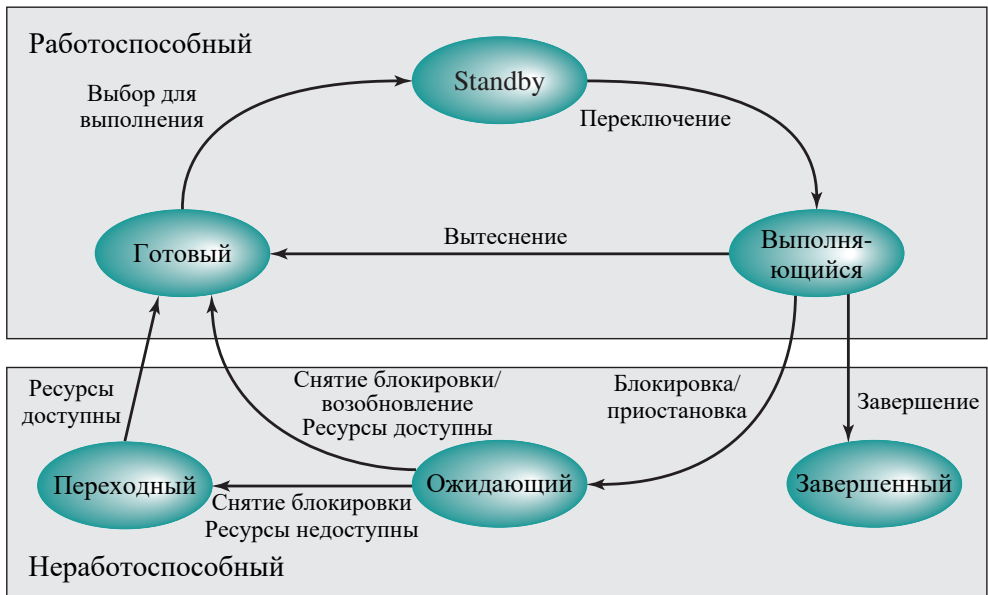 Работоспособный
Standby
Выбор для
выполнения
Переключение
Готовый
Вытеснение
Выполня-
ющийся
Ресурсы
доступны
Снятие блокировки/
возобновление
Ресурсы доступны
Блокировка/
приостановка
Завершение
Переходный
Снятие блокировки
Ресурсы недоступны
Ожидающий
Завершенный
Неработоспособный